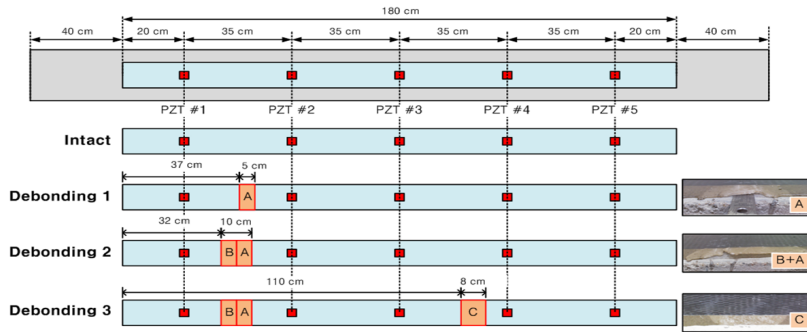 180 cm
40 cm 20 cm 35 cm 35 cm 35 cm 35 cm 20 cm 40 cm
PZT #1 PZT #2 PZT #3 PZT #4 PZT #5
Intact
37 cm 5 cm
Debonding 1 A A
32 cm 10 cm
Debonding 2 B A B+A
110 cm 8 cm
Debonding 3 B A C C